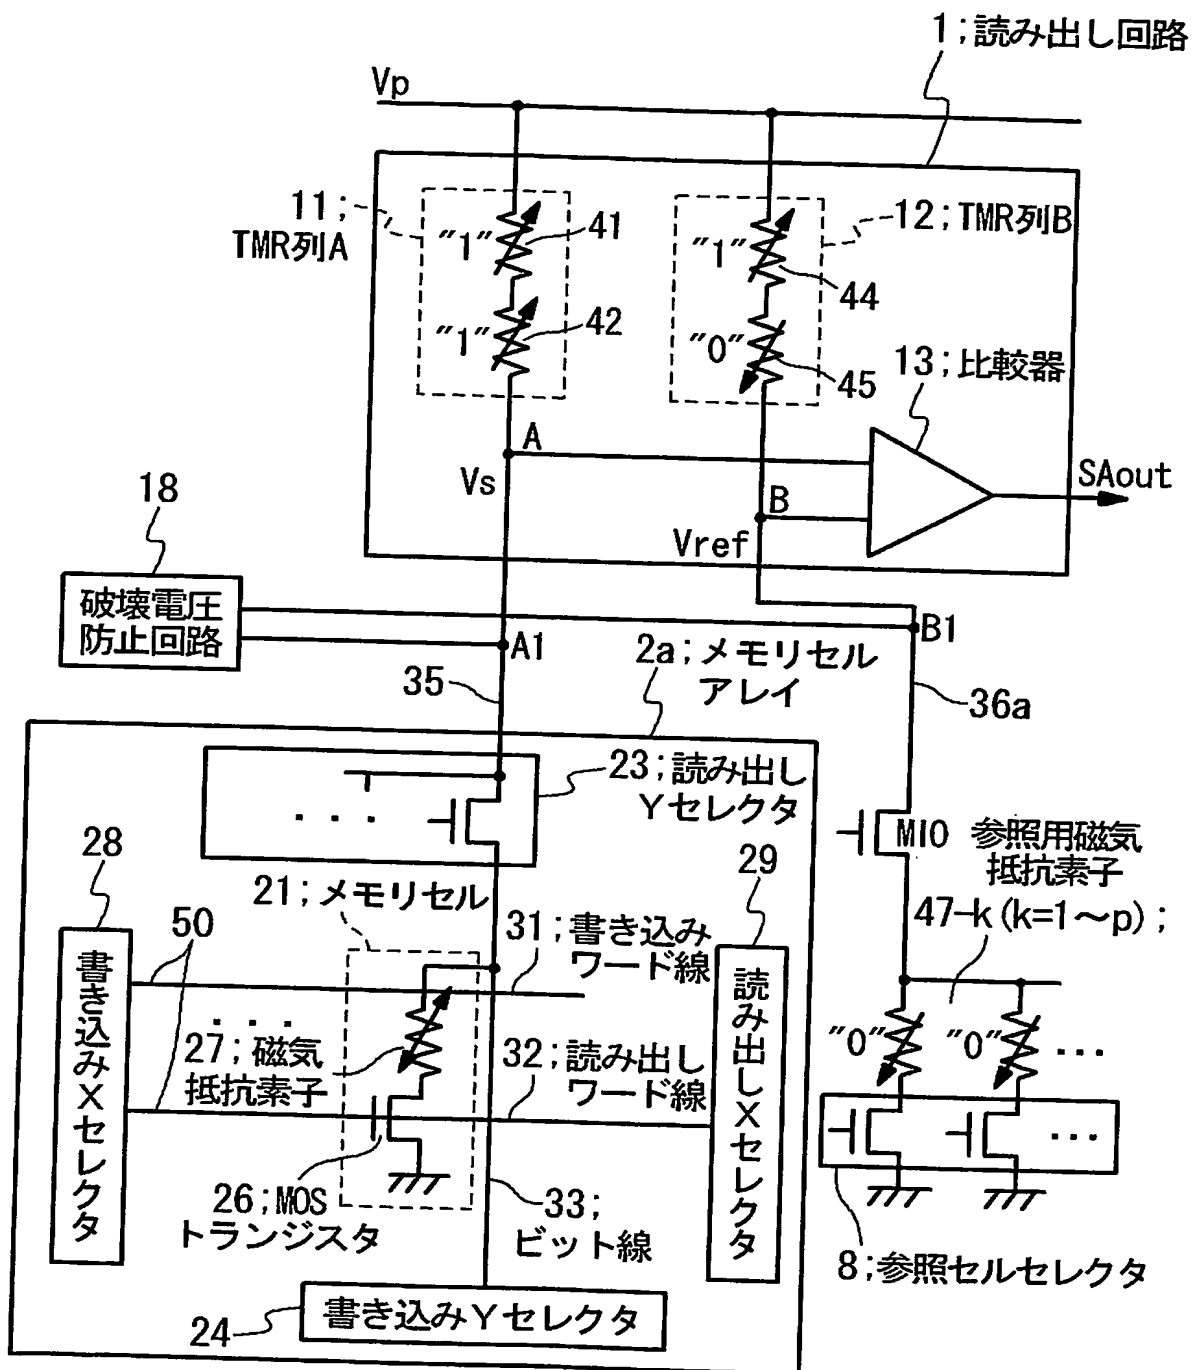 1;読み出し回路
Vp
11;
TMR列A
"1"
41
"1"
42
12;TMR列B
"1"
44
"0"
45
13;比較器
A
Vs
B
Vref
SAout
18
破壊電圧
防止回路
A1
B1
35
2a;メモリセル
アレイ
36a
23;読み出し
Yセレクタ
・・・
MIO
参照用磁気
抵抗素子
47-k(k=1～p);
28
50
書き込みXセレクタ
21;メモリセル
31;書き込み
ワード線
29
読み出しXセレクタ
・・・
27;磁気
抵抗素子
32;読み出し
ワード線
"0"
"0"
・・・
・・・
26;MOS
トランジスタ
33;
ビット線
8;参照セルセレクタ
24
書き込みYセレクタ